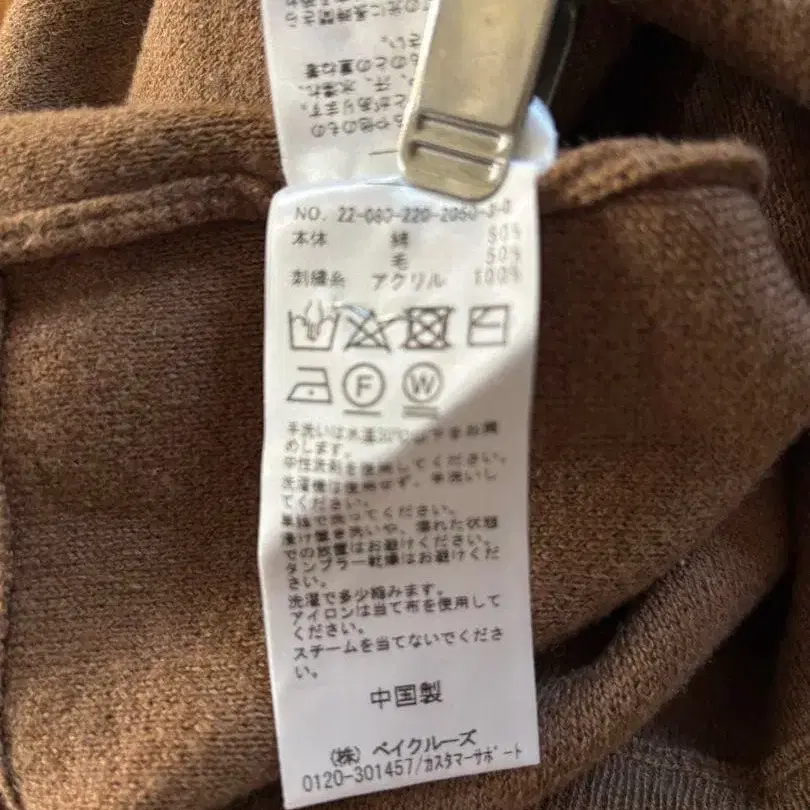 NO. 22-080-220-2060-3-0
本体 綿 50%
毛 50%
刺繍糸 アクリル 100%
F W
手洗いは水温30℃以下をお薦
めします。
中性洗剤を使用してください。
洗濯機は使用せず、手洗いし
てください。
単独で洗ってください。
漬け置き洗いや、濡れた状態
での放置はお避けください。
タンブラー乾燥はお避けくだ
さい。
洗濯で多少縮みます。
アイロンは当て布を使用して
ください。
スチームを当てないでくださ
い。
中国製
(株) ベイクルーズ
0120-301457/カスタマーサポート